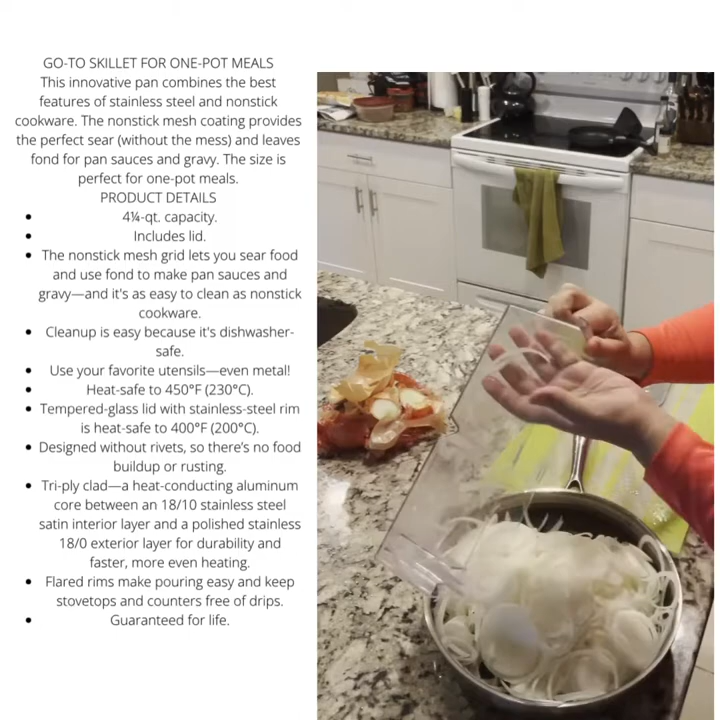 GO-TO SKILLET FOR ONE-POT MEALS
This innovative pan combines the best
features of stainless steel and nonstick
cookware. The nonstick mesh coating provides
the perfect sear (without the mess) and leaves
fond for pan sauces and gravy. The size is
perfect for one-pot meals.
PRODUCT DETAILS
• 4¼-qt. capacity.
• Includes lid.
• The nonstick mesh grid lets you sear food
and use fond to make pan sauces and
gravy—and it's as easy to clean as nonstick
cookware.
• Cleanup is easy because it's dishwasher-
safe.
• Use your favorite utensils—even metal!
• Heat-safe to 450°F (230°C).
• Tempered-glass lid with stainless-steel rim
is heat-safe to 400°F (200°C).
• Designed without rivets, so there’s no food
buildup or rusting.
• Tri-ply clad—a heat-conducting aluminum
core between an 18/10 stainless steel
satin interior layer and a polished stainless
18/0 exterior layer for durability and
faster, more even heating.
• Flared rims make pouring easy and keep
stovetops and counters free of drips.
• Guaranteed for life.